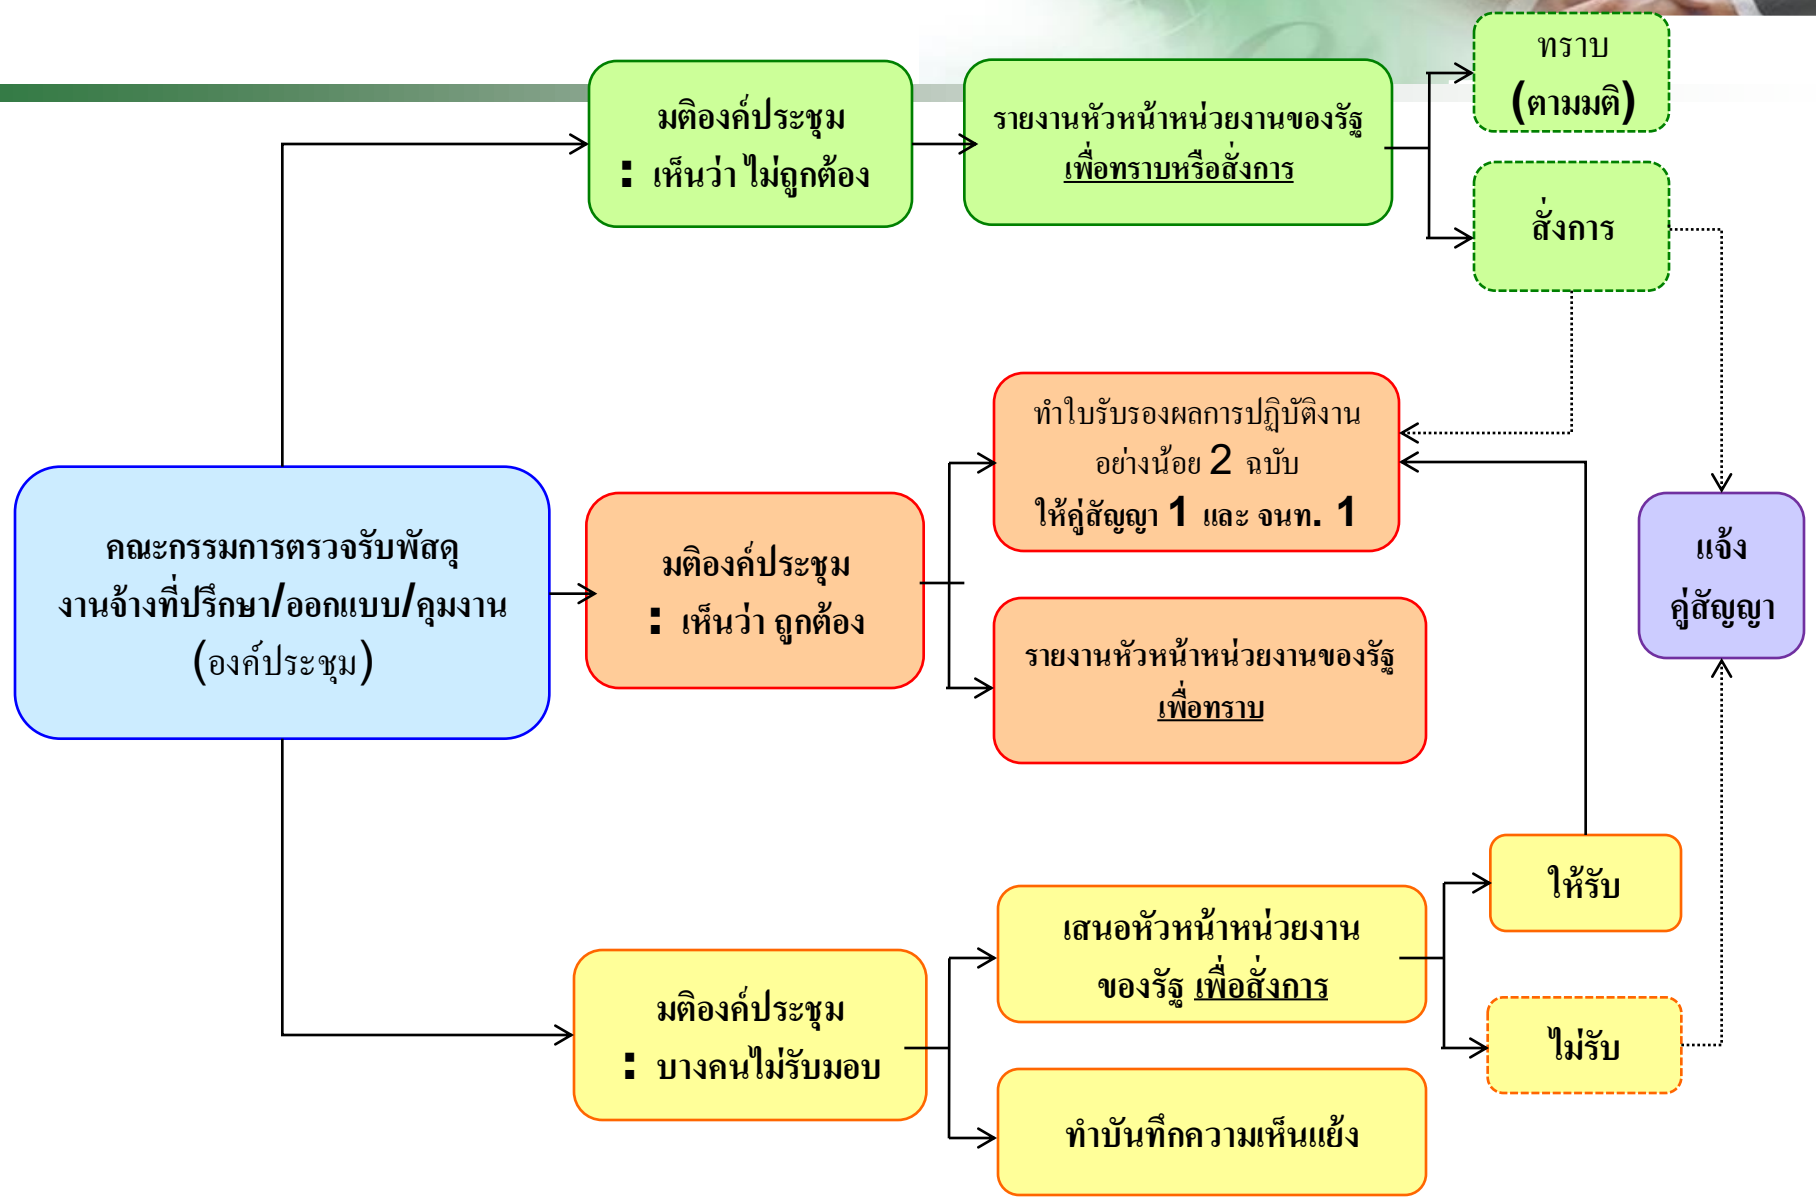 มติองค์ประชุม
: เห็นว่า ไม่ถูกต้อง
รายงานหัวหน้าหน่วยงานของรัฐ
เพื่อทราบหรือสั่งการ
ทราบ
(ตามมติ)
สั่งการ
คณะกรรมการตรวจรับพัสดุ
งานจ้างที่ปรึกษา/ออกแบบ/คุมงาน
(องค์ประชุม)
มติองค์ประชุม
: เห็นว่า ถูกต้อง
ทำใบรับรองผลการปฏิบัติงาน
อย่างน้อย 2 ฉบับ
ให้คู่สัญญา 1 และ จนท. 1
รายงานหัวหน้าหน่วยงานของรัฐ
เพื่อทราบ
แจ้ง
คู่สัญญา
มติองค์ประชุม
: บางคนไม่รับมอบ
เสนอหัวหน้าหน่วยงาน
ของรัฐ เพื่อสั่งการ
ทำบันทึกความเห็นแย้ง
ให้รับ
ไม่รับ